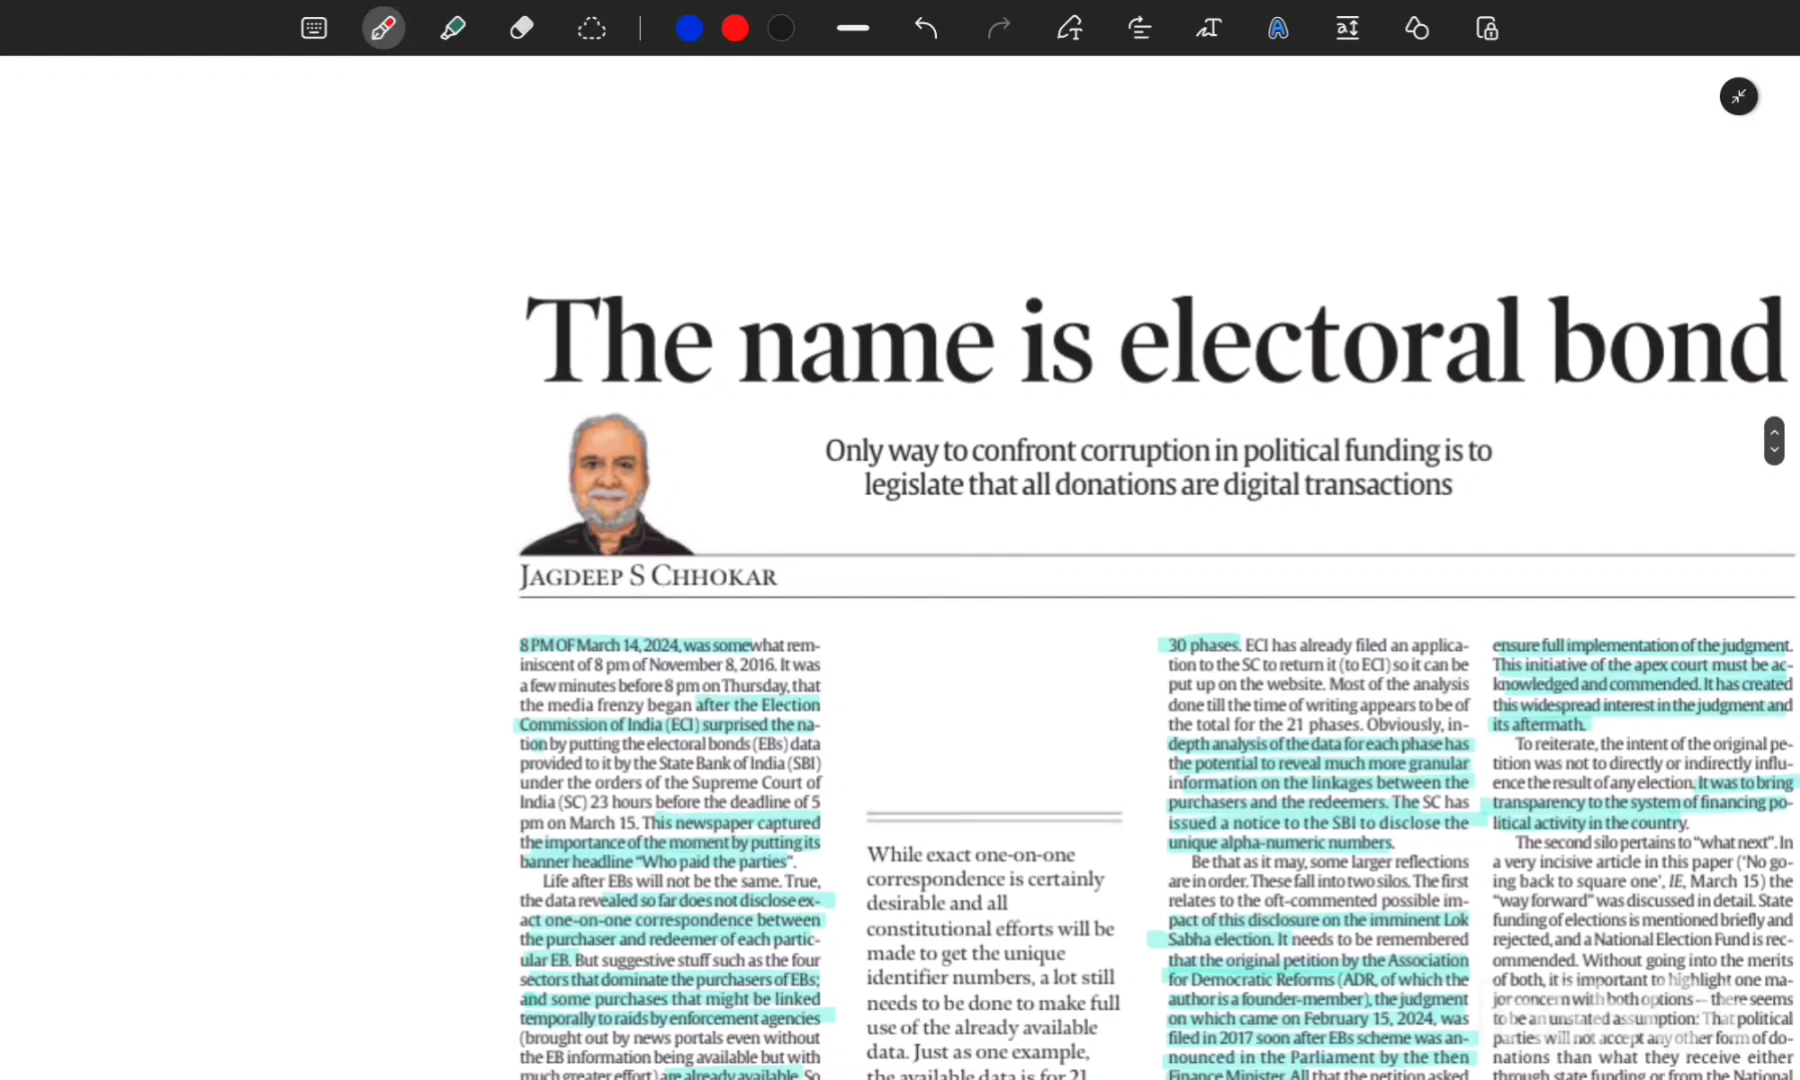 The name is electoral bond
Only way to confront corruption in political funding is to
legislate that all donations are digital transactions
JAGDEEP S CHHOKAR
8 PM OF March 14, 2024, was somewhat rem-
iniscent of 8 pm of November 8, 2016. It was
a few minutes before 8 pm on Thursday, that
the media frenzy began after the Election
Commission of India (ECI) surprised the na-
tion by putting the electoral bonds (EBs) data
provided to it by the State Bank of India (SBI)
under the orders of the Supreme Court of
India (SC) 23 hours before the deadline of 5
pm on March 15. This newspaper captured
the importance of the moment by putting its
banner headline “Who paid the parties”.
Life after EBs will not be the same. True,
the data revealed so far does not disclose ex-
act one-on-one correspondence between
the purchaser and redeemer of each partic-
ular EB. But suggestive stuff such as the four
sectors that dominate the purchasers of EBs;
and some purchases that might be linked
temporally to raids by enforcement agencies
(brought out by news portals even without
the EB information being available but with
much greater effort) are already available. So
While exact one-on-one
correspondence is certainly
desirable and all
constitutional efforts will be
made to get the unique
identifier numbers, a lot still
needs to be done to make full
use of the already available
data. Just as one example,
the available data is for 21
30 phases. ECI has already filed an applica-
tion to the SC to return it (to ECI) so it can be
put up on the website. Most of the analysis
done till the time of writing appears to be of
the total for the 21 phases. Obviously, in-
depth analysis of the data for each phase has
the potential to reveal much more granular
information on the linkages between the
purchasers and the redeemers. The SC has
issued a notice to the SBI to disclose the
unique alpha-numeric numbers.
Be that as it may, some larger reflections
are in order. These fall into two silos. The first
relates to the oft-commented possible im-
pact of this disclosure on the imminent Lok
Sabha election. It needs to be remembered
that the original petition by the Association
for Democratic Reforms (ADR, of which the
author is a founder-member), the judgment
on which came on February 15, 2024, was
filed in 2017 soon after EBs scheme was an-
nounced in the Parliament by the then
Finance Minister. All that the petition asked
ensure full implementation of the judgment.
This initiative of the apex court must be ac-
knowledged and commended. It has created
this widespread interest in the judgment and
its aftermath.
To reiterate, the intent of the original pe-
tition was not to directly or indirectly influ-
ence the result of any election. It was to bring
transparency to the system of financing po-
litical activity in the country.
The second silo pertains to “what next”. In
a very incisive article in this paper (‘No go-
ing back to square one’, IE, March 15) the
“way forward” was discussed in detail. State
funding of elections is mentioned briefly and
rejected, and a National Election Fund is rec-
ommended. Without going into the merits
of both, it is important to highlight one ma-
jor concern with both options — there seems
to be an unstated assumption: That political
parties will not accept any other form of do-
nations than what they receive either
through state funding or from the National